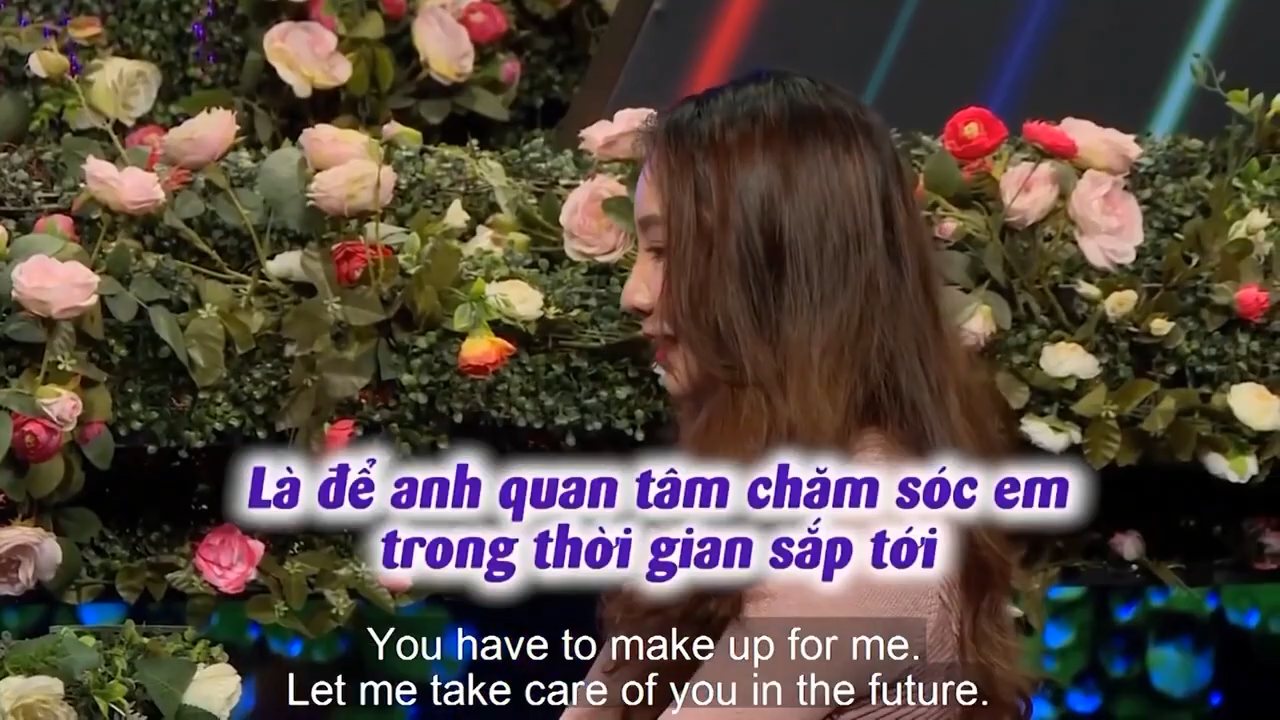 Là để anh quan tâm chăm sóc em
trong thời gian sắp tới
You have to make up for me.
Let me take care of you in the future.